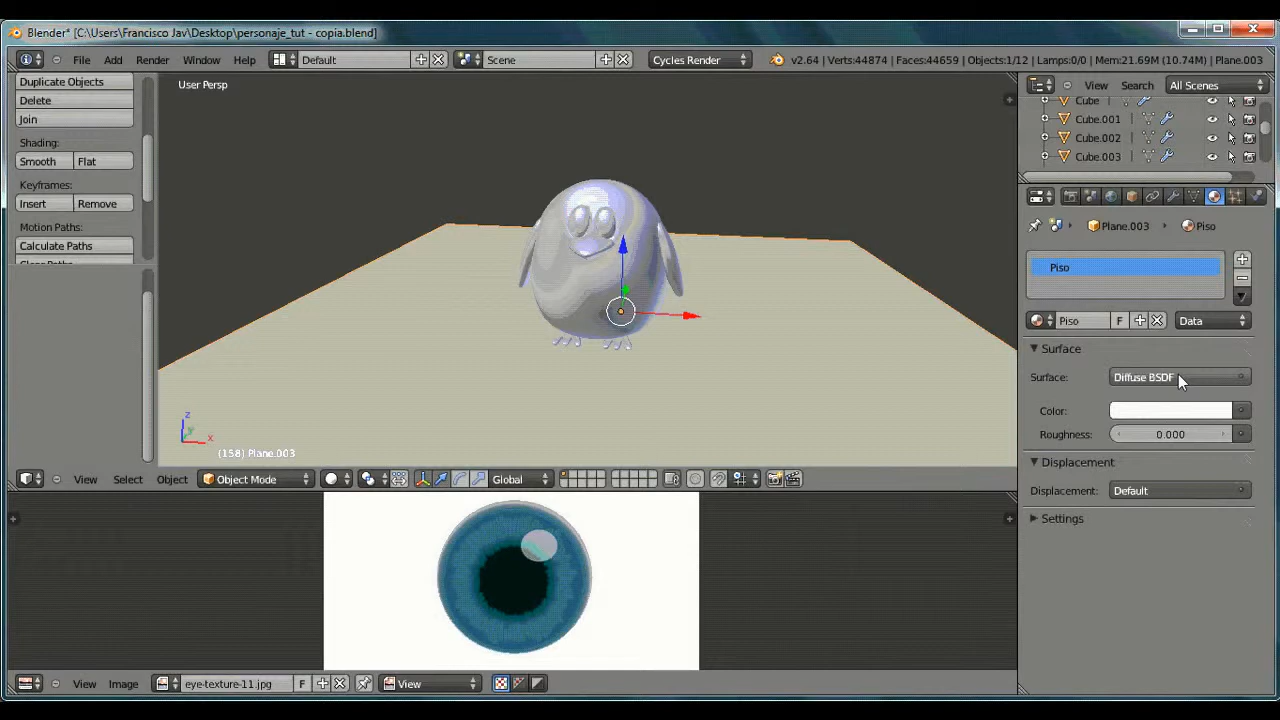 Blender* [C:\Users\Francisco Jav\Desktop\personaje_tut - copia.blend]
File Add Render Window Help Default Scene Cycles Render v2.64 | Verts:44874 | Faces:44659 | Objects:1/12 | Lamps:0/0 | Mem:21.69M (10.74M) | Plane.003
Duplicate Objects
Delete
Join
Shading:
Smooth Flat
Keyframes:
Insert Remove
Motion Paths:
Calculate Paths
User Persp
z
y
x
(158) Plane.003
View Select Object Object Mode Global
View Search All Scenes
Cube
Cube.001
Cube.002
Cube.003
Plane.003 Piso
Piso
Piso F Data
Surface
Surface: Diffuse BSDF
Color:
Roughness: 0.000
Displacement
Displacement: Default
Settings
View Image eye-texture-11.jpg F View